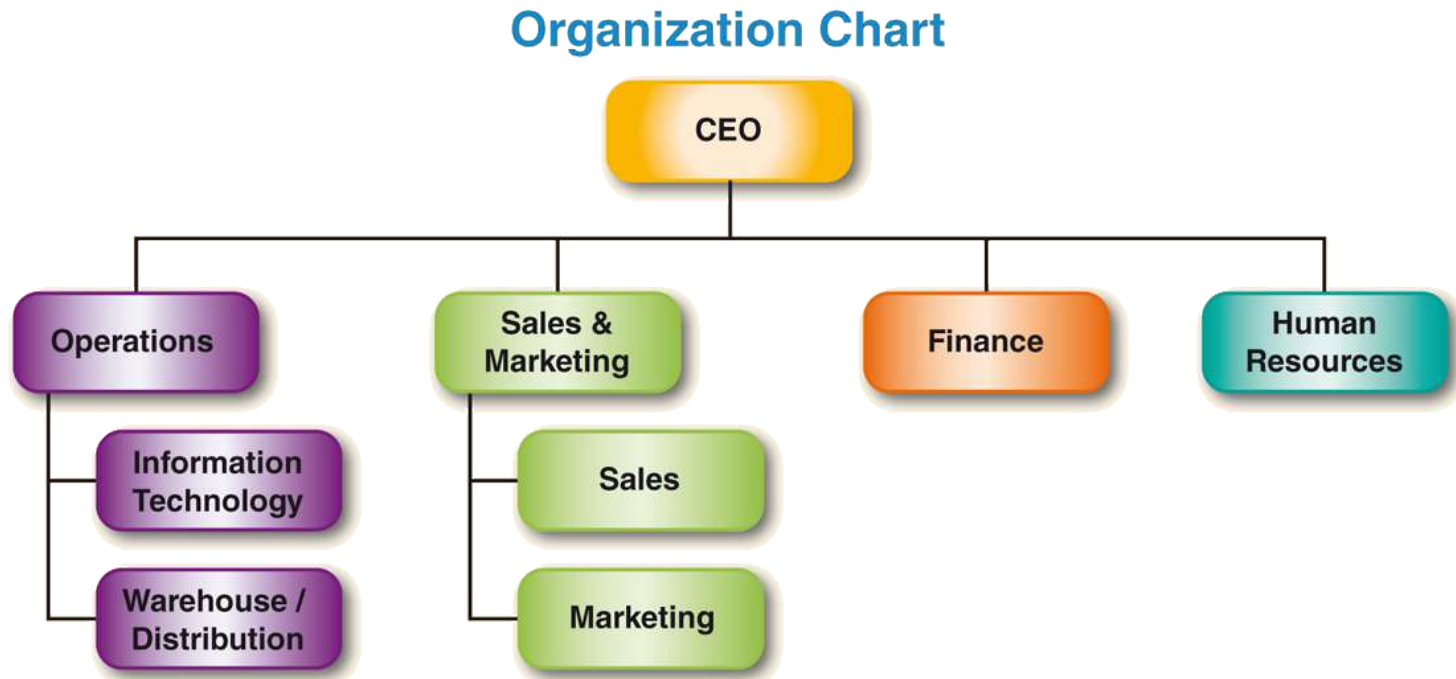 Organization Chart
CEO
Operations
Sales &
Marketing
Finance
Human
Resources
Information
Technology
Warehouse /
Distribution
Sales
Marketing